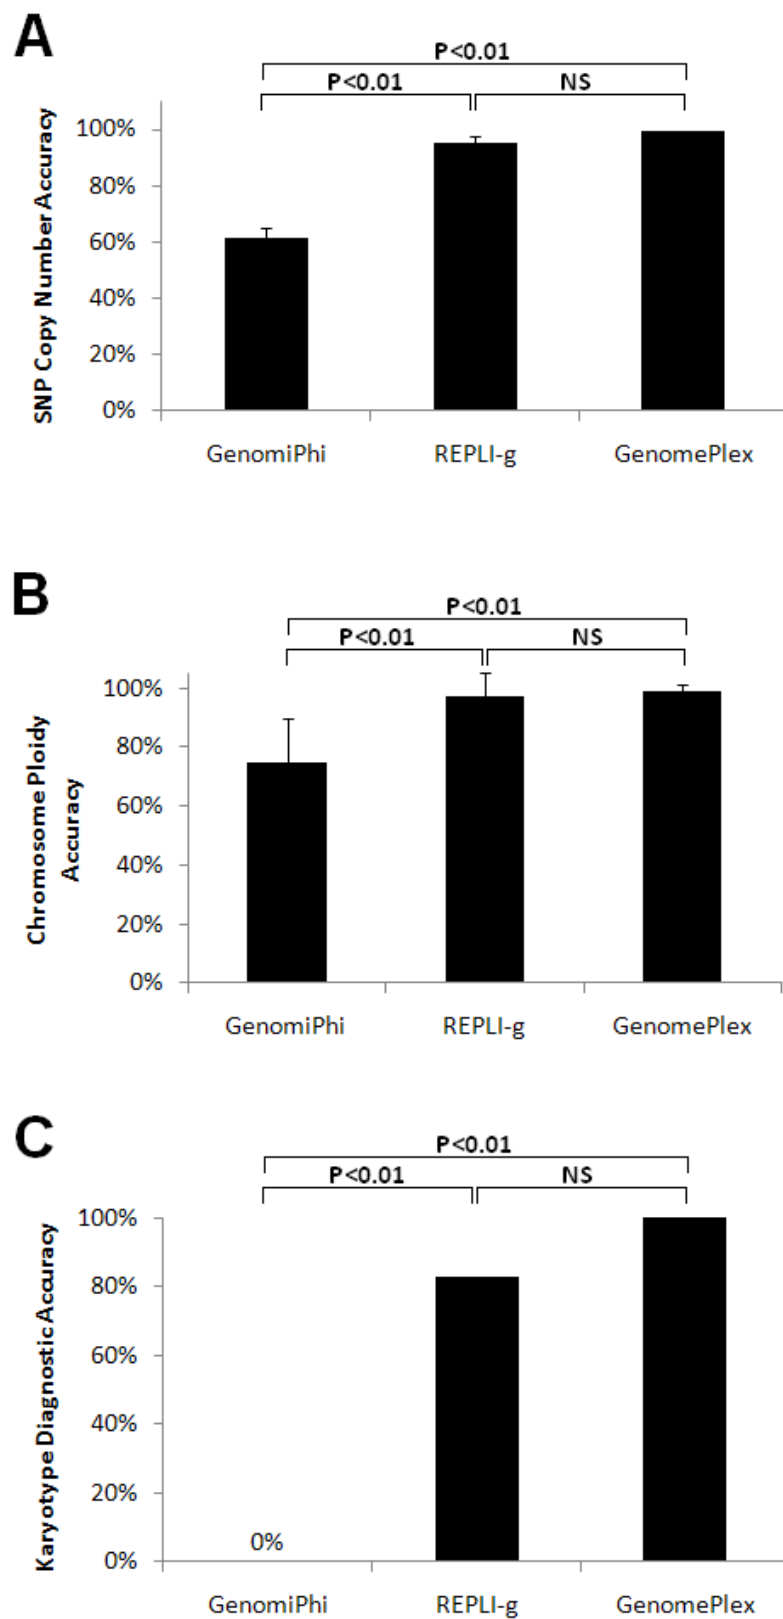 A
P<0.01
P<0.01 NS
SNP Copy Number Accuracy
100%
80%
60%
40%
20%
0%
GenomiPhi REPLI-g GenomePlex
B
P<0.01
P<0.01 NS
Chromosome Ploidy
Accuracy
100%
80%
60%
40%
20%
0%
GenomiPhi REPLI-g GenomePlex
C
P<0.01
P<0.01 NS
Karyotype Diagnostic Accuracy
100%
80%
60%
40%
20%
0%
0%
GenomiPhi REPLI-g GenomePlex